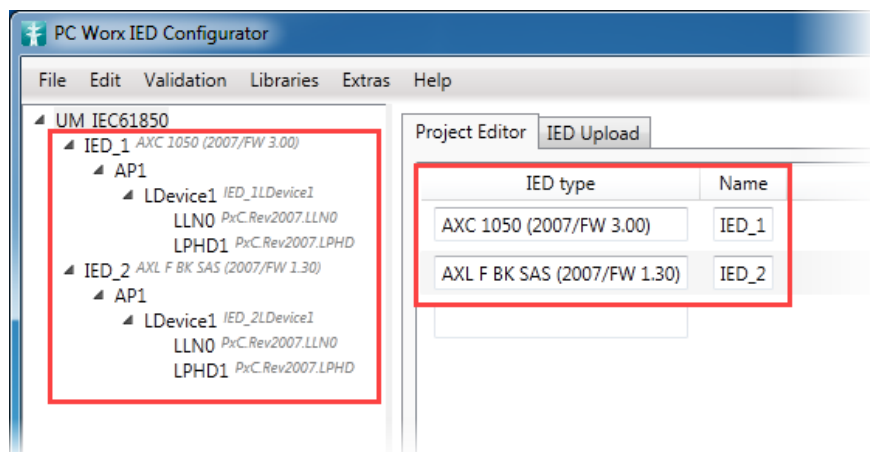 PC Worx IED Configurator
File Edit Validation Libraries Extras Help
UM IEC61850
IED_1 AXC 1050 (2007/FW 3.00)
AP1
LDevice1 IED_1LDevice1
LLN0 PxC.Rev2007.LLN0
LPHD1 PxC.Rev2007.LPHD
IED_2 AXL F BK SAS (2007/FW 1.30)
AP1
LDevice1 IED_2LDevice1
LLN0 PxC.Rev2007.LLN0
LPHD1 PxC.Rev2007.LPHD
Project Editor IED Upload
IED type Name
AXC 1050 (2007/FW 3.00) IED_1
AXL F BK SAS (2007/FW 1.30) IED_2